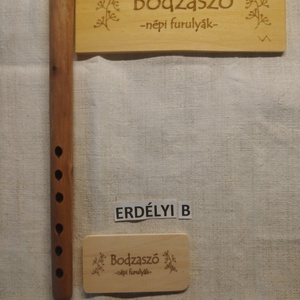 Bodzaszó
-népi furulyák-
ERDÉLYI B
Bodzaszó
-népi furulyák-